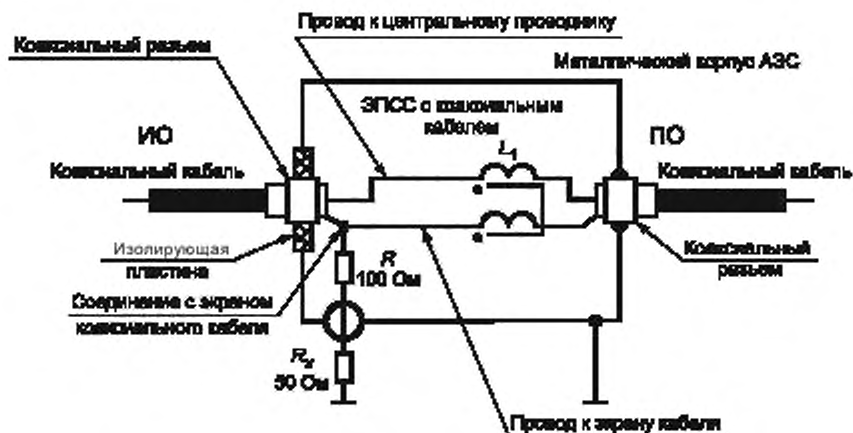 Провод к центральному проводнику
Коаксиальный разъем
Металлический корпус АЭС
ЭПСС с коаксиальным
кабелем
ИО
ПО
L1
Коаксиальный кабель
Коаксиальный кабель
Изолирующая
пластина
Коаксиальный
разъем
R
100 Ом
Соединение с экраном
коаксиального кабеля
Rx
50 Ом
Провод к экрану кабеля